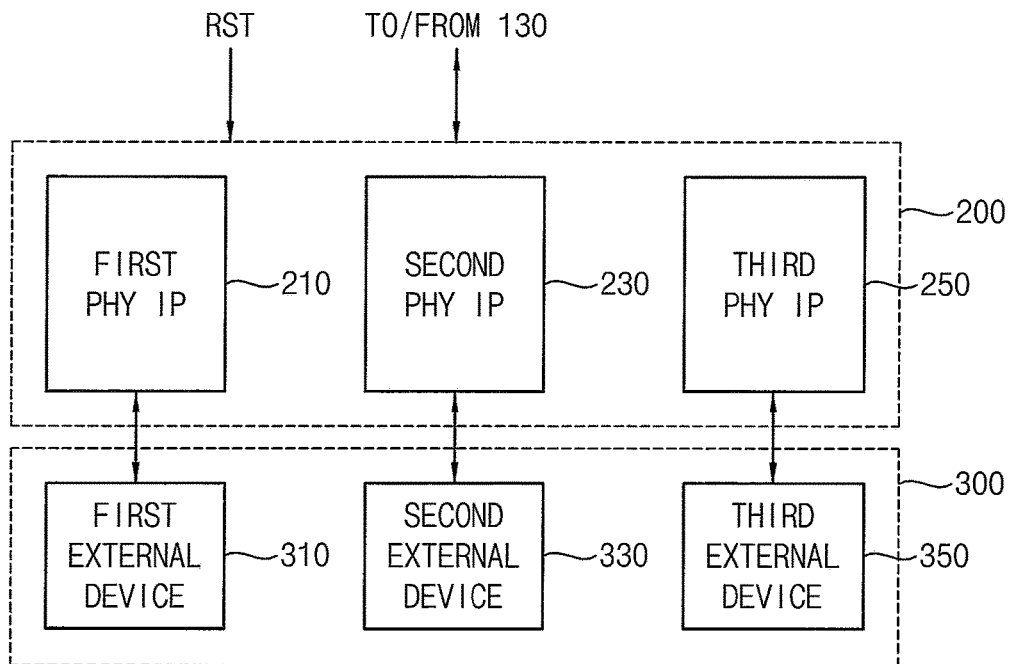 RST
TO/FROM 130
200
FIRST
PHY IP
210
SECOND
PHY IP
230
THIRD
PHY IP
250
300
FIRST
EXTERNAL
DEVICE
310
SECOND
EXTERNAL
DEVICE
330
THIRD
EXTERNAL
DEVICE
350